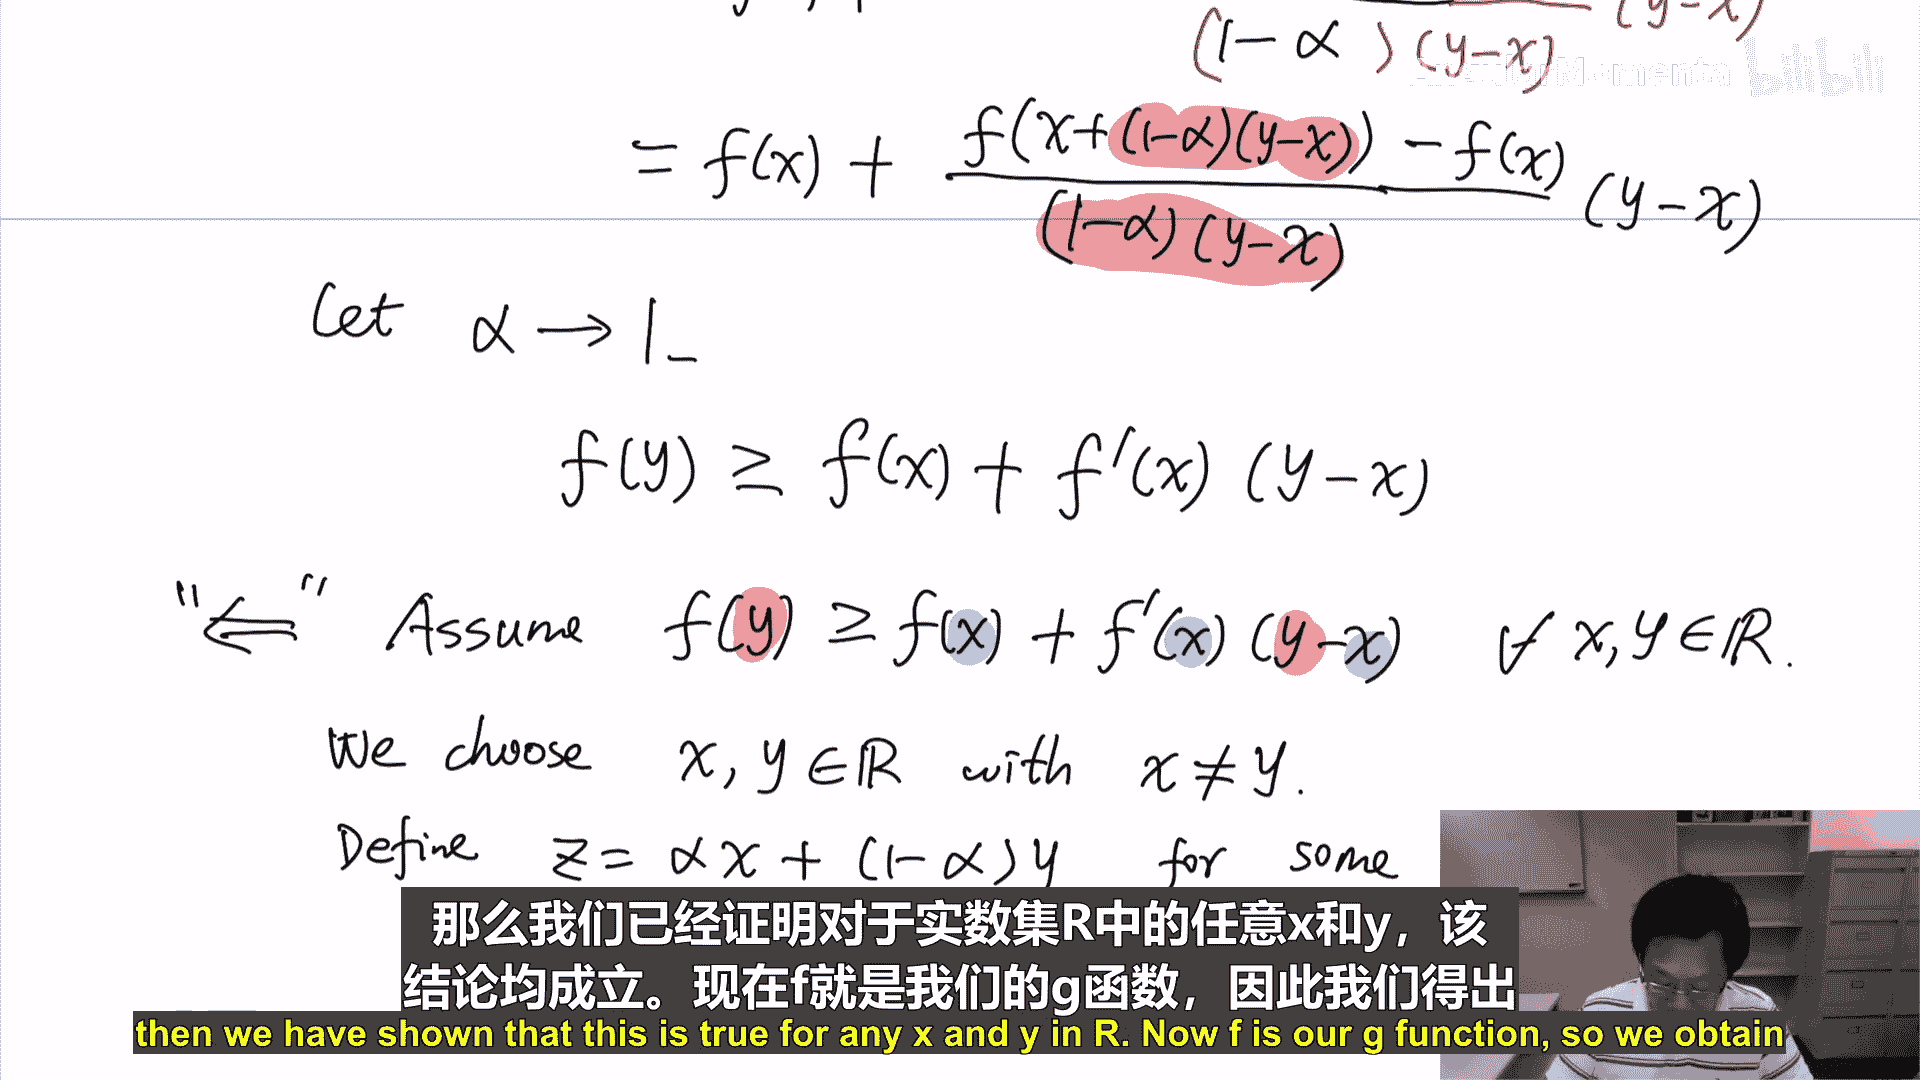 (1-α)(y-x) (y-x)
bilibili
= f(x) + f(x+(1-α)(y-x)) - f(x) / (1-α)(y-x) (y-x)
Let α → 1_
f(y) ≥ f(x) + f'(x) (y-x)
"⇐" Assume f(y) ≥ f(x) + f'(x) (y-x) ∀ x, y ∈ ℝ.
We choose x, y ∈ ℝ with x ≠ y.
Define z = αx + (1-α)y for some
那么我们已经证明对于实数集R中的任意x和y，该
结论均成立。现在f就是我们的g函数，因此我们得出
then we have shown that this is true for any x and y in R. Now f is our g function, so we obtain